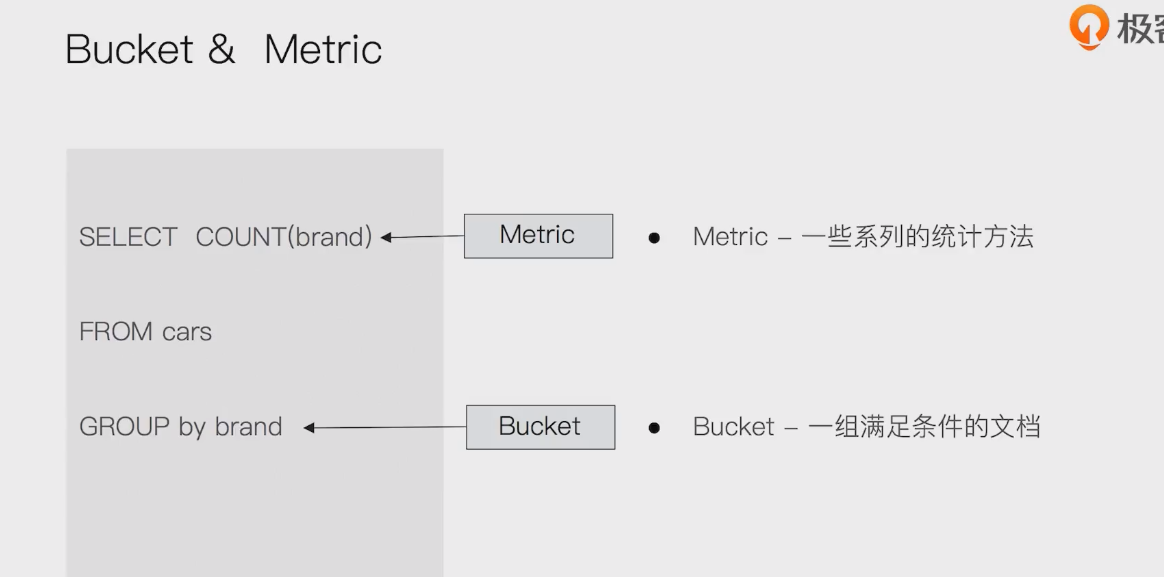 Bucket & Metric
极客
SELECT COUNT(brand)
Metric
• Metric – 一些系列的统计方法
FROM cars
GROUP by brand
Bucket
• Bucket – 一组满足条件的文档